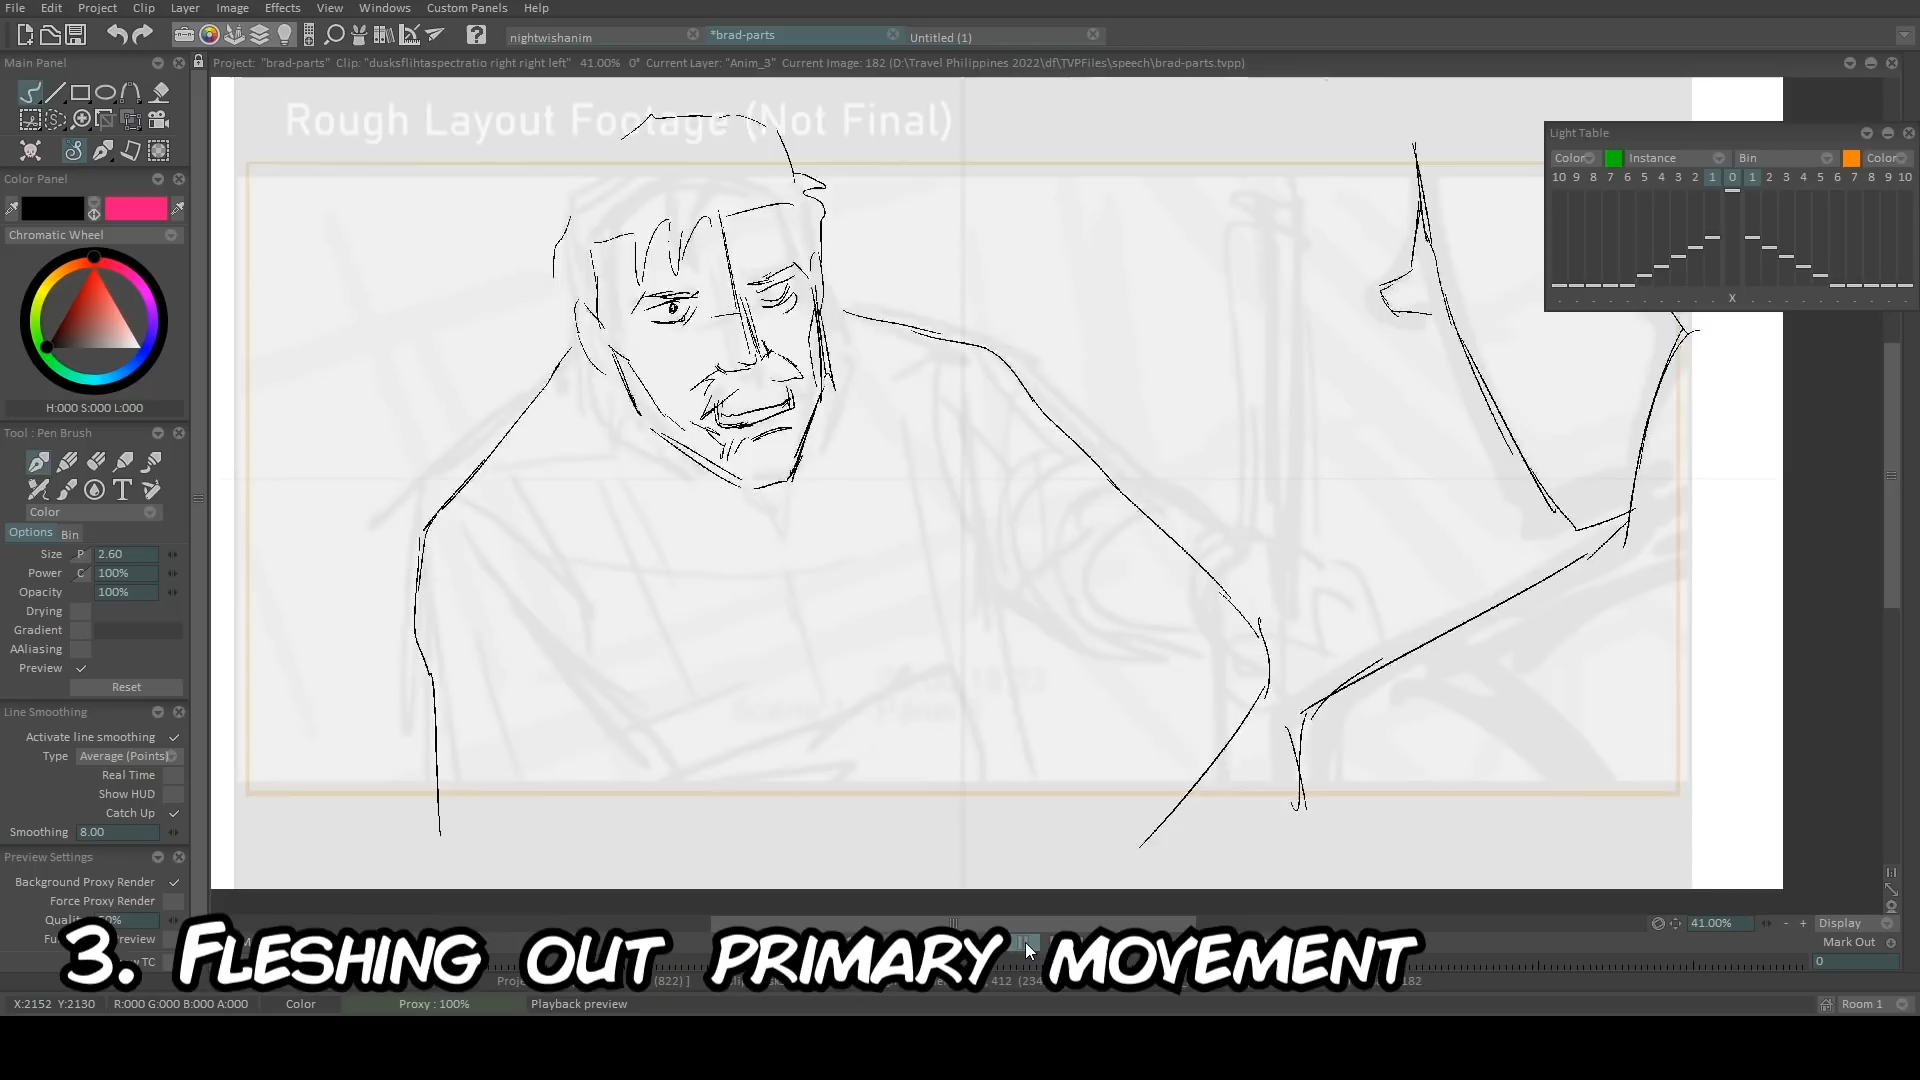 File Edit Project Clip Layer Image Effects View Windows Custom Panels Help
nightwishanim *brad-parts Untitled (1)
Main Panel
Project: "brad-parts" Clip: "dusksflihtaspectratio right right left" 41.00% 0° Current Layer: "Anim_3" Current Image: 182 (D:\Travel Philippines 2022\df\TVPFiles\speech\brad-parts.tvpp)
Rough Layout Footage (Not Final)
Light Table
Color Instance Bin Color
10 9 8 7 6 5 4 3 2 1 0 1 2 3 4 5 6 7 8 9 10
X
Color Panel
Chromatic Wheel
H:000 S:000 L:000
Tool : Pen Brush
Color
Options Bin
Size P 2.60
Power C 100%
Opacity 100%
Drying
Gradient
AAliasing
Preview
Reset
Line Smoothing
Activate line smoothing
Type Average (Points)
Real Time
Show HUD
Catch Up
Smoothing 8.00
Preview Settings
Background Proxy Render
Force Proxy Render
41.00% - + Display
Mark Out
0
3. Fleshing out primary movement
X:2152 Y:2130 R:000 G:000 B:000 A:000 Color Proxy : 100% Playback preview Room 1